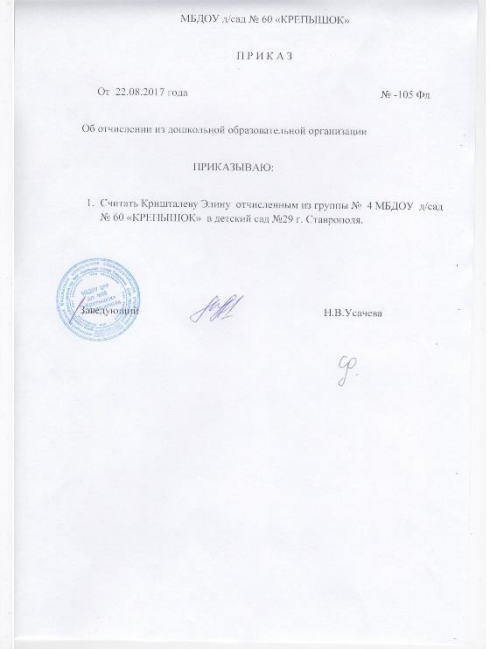 МБДОУ д/сад № 60 «КРЕПЫШОК»
П Р И К А З
От 22.08.2017 года № -105 Фл
Об отчислении из дошкольной образовательной организации
ПРИКАЗЫВАЮ:
1. Считать Кришталеву Элину отчисленным из группы № 4 МБДОУ д/сад
№ 60 «КРЕПЫШОК» в детский сад №29 г. Ставрополя.
Заведующий Н.В.Усачева